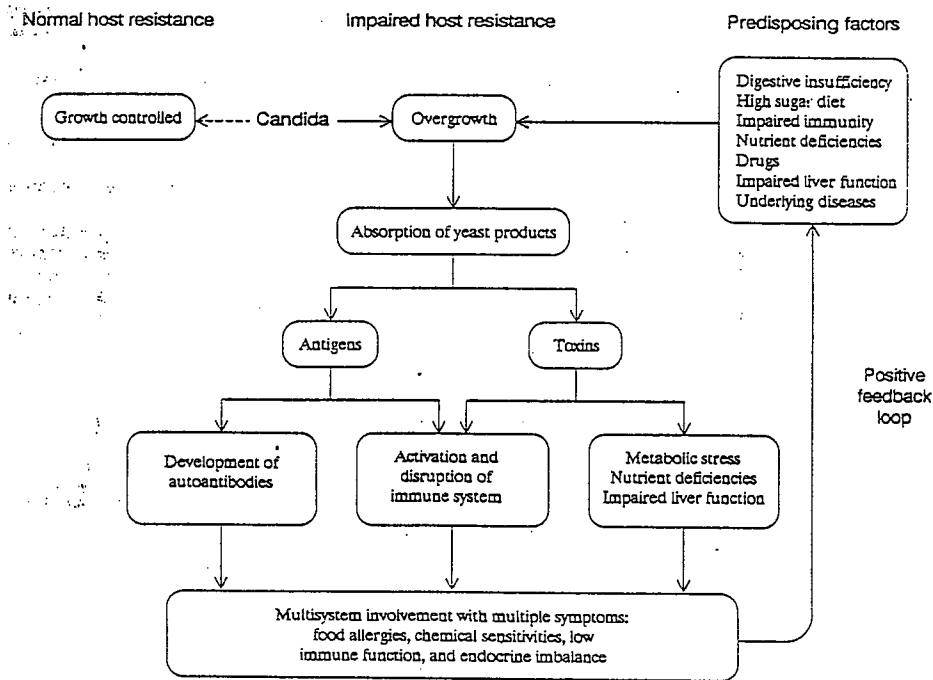 Normal host resistance
Impaired host resistance
Predisposing factors
Digestive insufficiency
High sugar diet
Impaired immunity
Nutrient deficiencies
Drugs
Impaired liver function
Underlying diseases
Growth controlled
Candida
Overgrowth
Absorption of yeast products
Antigens
Toxins
Positive
feedback
loop
Development of
autoantibodies
Activation and
disruption of
immune system
Metabolic stress
Nutrient deficiencies
Impaired liver function
Multisystem involvement with multiple symptoms:
food allergies, chemical sensitivities, low
immune function, and endocrine imbalance